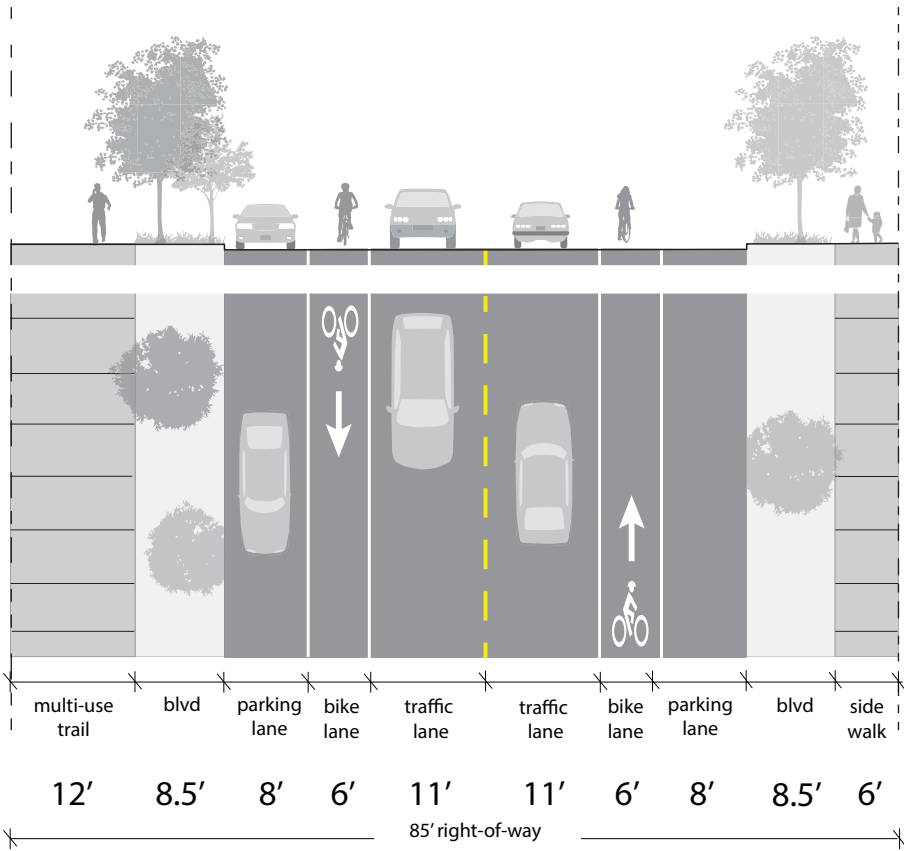 multi-use
trail
blvd
parking
lane
bike
lane
traffic
lane
traffic
lane
bike
lane
parking
lane
blvd
side
walk
12’
8.5’
8’
6’
11’
11’
6’
8’
8.5’
6’
85’ right-of-way